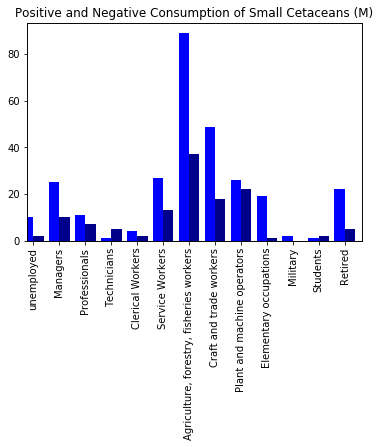 Positive and Negative Consumption of Small Cetaceans (M)
80
60
40
20
0
unemployed
Managers
Professionals
Technicians
Clerical Workers
Service Workers
Agriculture, forestry, fisheries workers
Craft and trade workers
Plant and machine operators
Elementary occupations
Military
Students
Retired